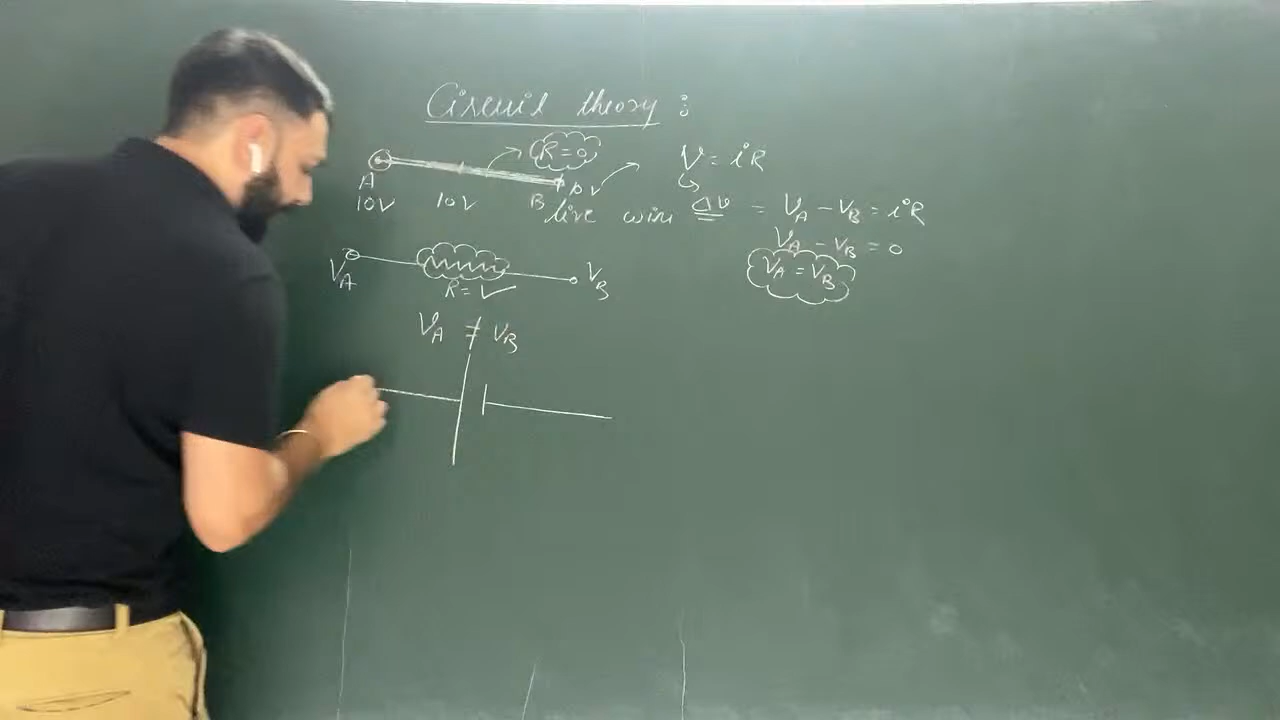 Circuit theory :
R=0
V = iR
A
B
10V
10V
10V
live wire
ΔV = VA - VB = iR
VA - VB = 0
VA = VB
VA
VB
R = ✓
VA ≠ VB